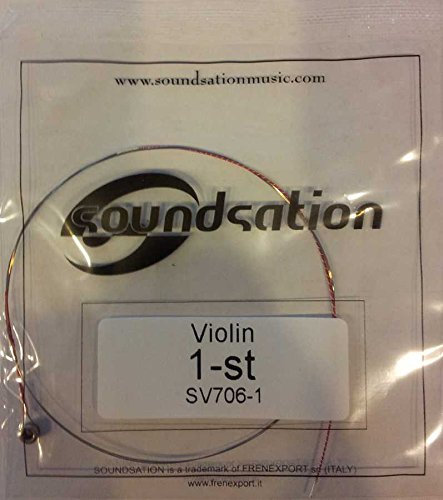 www.soundsationmusic.com
soundsation
Violin
1-st
SV706-1
SOUNDSATION is a trademark of FRENEXPORT spa (ITALY)
www.frenexport.it